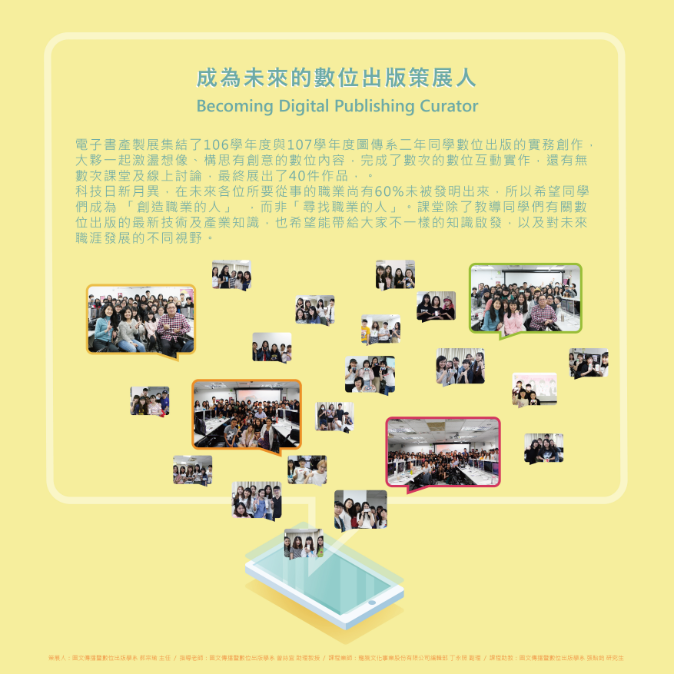 成為未來的數位出版策展人
Becoming Digital Publishing Curator
電子書產製展集結了106學年度與107學年度圖傳系二年同學數位出版的實務創作，
大夥一起激盪想像、構思有創意的數位內容，完成了數次的數位互動實作，還有無
數次課堂及線上討論，最終展出了40件作品，。
科技日新月異，在未來各位所要從事的職業尚有60%未被發明出來，所以希望同學
們成為「創造職業的人」，而非「尋找職業的人」。課堂除了教導同學們有關數
位出版的最新技術及產業知識，也希望能帶給大家不一樣的知識啟發，以及對未來
職涯發展的不同視野。